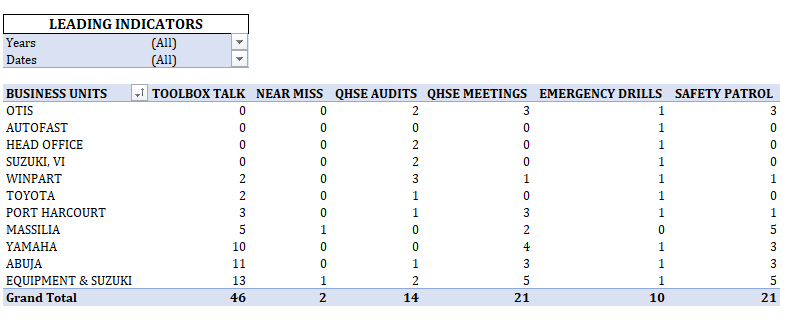 LEADING INDICATORS
Years (All)
Dates (All)
BUSINESS UNITS TOOLBOX TALK NEAR MISS QHSE AUDITS QHSE MEETINGS EMERGENCY DRILLS SAFETY PATROL
OTIS 0 0 2 3 1 3
AUTOFAST 0 0 0 0 1 0
HEAD OFFICE 0 0 2 0 1 0
SUZUKI, VI 0 0 2 0 1 0
WINPART 2 0 3 1 1 1
TOYOTA 2 0 1 0 1 0
PORT HARCOURT 3 0 1 3 1 1
MASSILIA 5 1 0 2 0 5
YAMAHA 10 0 0 4 1 3
ABUJA 11 0 1 3 1 3
EQUIPMENT & SUZUKI 13 1 2 5 1 5
Grand Total 46 2 14 21 10 21